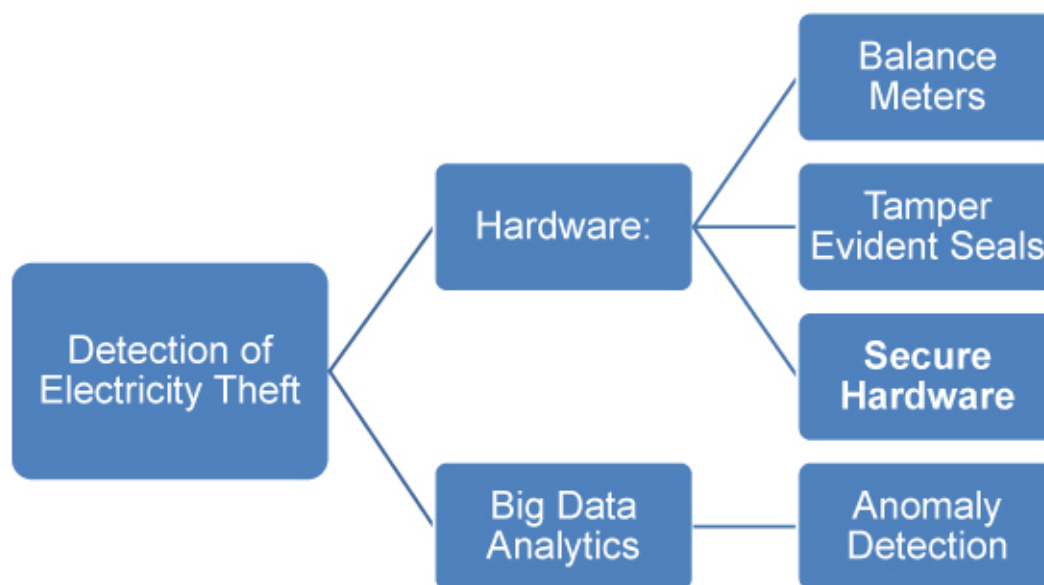 Detection of
Electricity Theft
Hardware:
Balance
Meters
Tamper
Evident Seals
Secure
Hardware
Big Data
Analytics
Anomaly
Detection